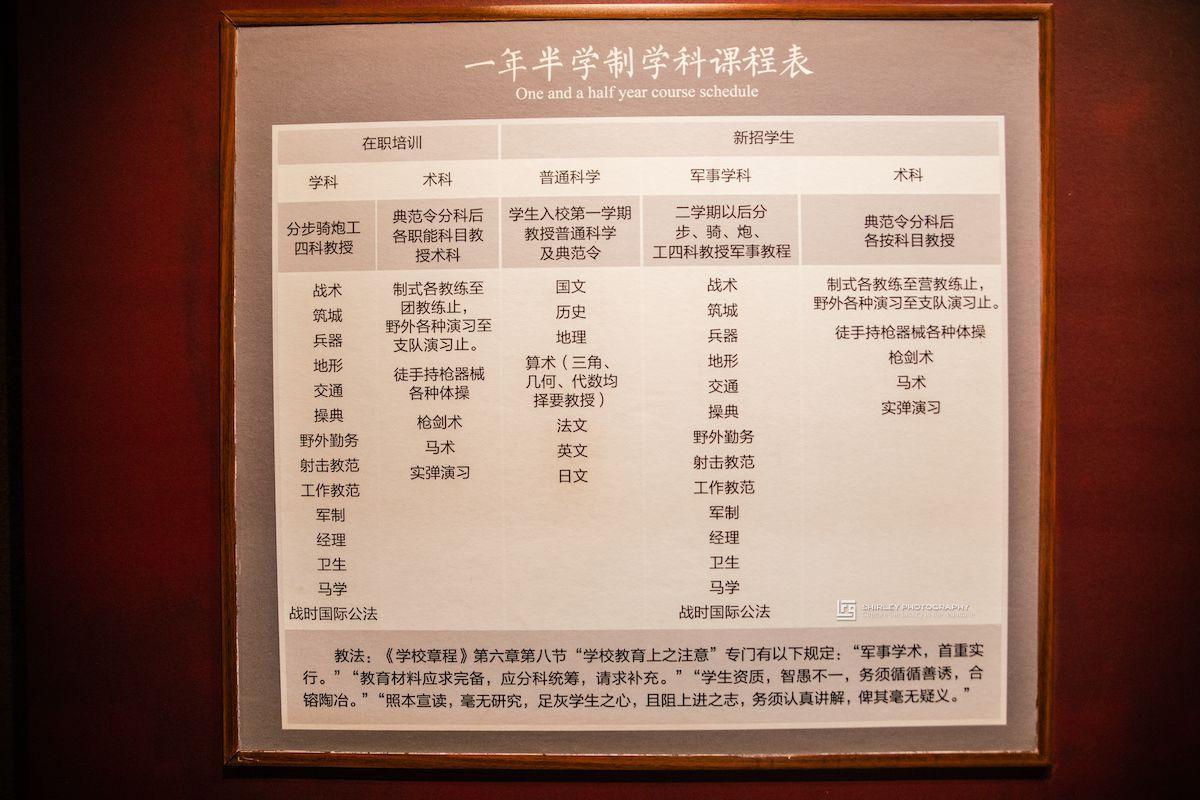 一年半学制学科课程表
One and a half year course schedule
在职培训
新招学生
学科
术科
普通科学
军事学科
术科
分步骑炮工
四科教授
典范令分科后
各职能科目教
授术科
学生入校第一学期
教授普通科学
及典范令
二学期以后分
步、骑、炮、
工四科教授军事教程
典范令分科后
各按科目教授
战术
筑城
兵器
地形
交通
操典
野外勤务
射击教范
工作教范
军制
经理
卫生
马学
战时国际公法
制式各教练至
团教练止，
野外各种演习至
支队演习止。
徒手持枪器械
各种体操
枪剑术
马术
实弹演习
国文
历史
地理
算术（三角、
几何、代数均
择要教授）
法文
英文
日文
战术
筑城
兵器
地形
交通
操典
野外勤务
射击教范
工作教范
军制
经理
卫生
马学
战时国际公法
制式各教练至营教练止，
野外各种演习至支队演习止。
徒手持枪器械各种体操
枪剑术
马术
实弹演习
SHIRLEY PHOTOGRAPHY
教法：《学校章程》第六章第八节“学校教育上之注意”专门有以下规定：“军事学术，首重实
行。”“教育材料应求完备，应分科统筹，请求补充。”“学生资质，智愚不一，务须循循善诱，合
镕陶冶。”“照本宣读，毫无研究，足灰学生之心，且阻上进之志，务须认真讲解，俾其毫无疑义。”